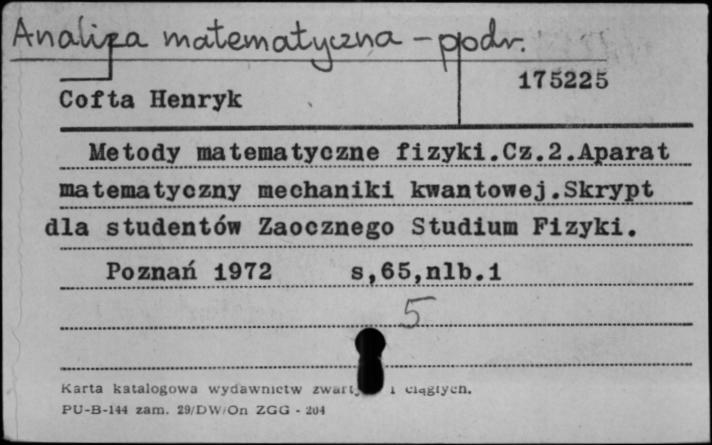 Analiza matematyczna - podr.
175225
Cofta Henryk
Metody matematyczne fizyki.Cz.2.Aparat
matematyczny mechaniki kwantowej.Skrypt
dla studentów Zaocznego Studium Fizyki.
Poznań 1972 s,65,nlb.1
5
Karta katalogowa wydawnictw i ciągłych.
PU-B-144 zam. 29/DW/On ZGG - 204